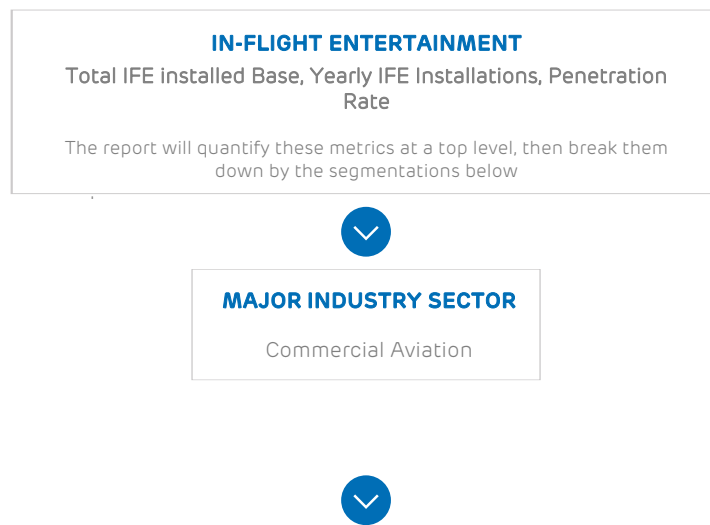 IN-FLIGHT ENTERTAINMENT
Total IFE installed Base, Yearly IFE Installations, Penetration
Rate
The report will quantify these metrics at a top level, then break them
down by the segmentations below
MAJOR INDUSTRY SECTOR
Commercial Aviation